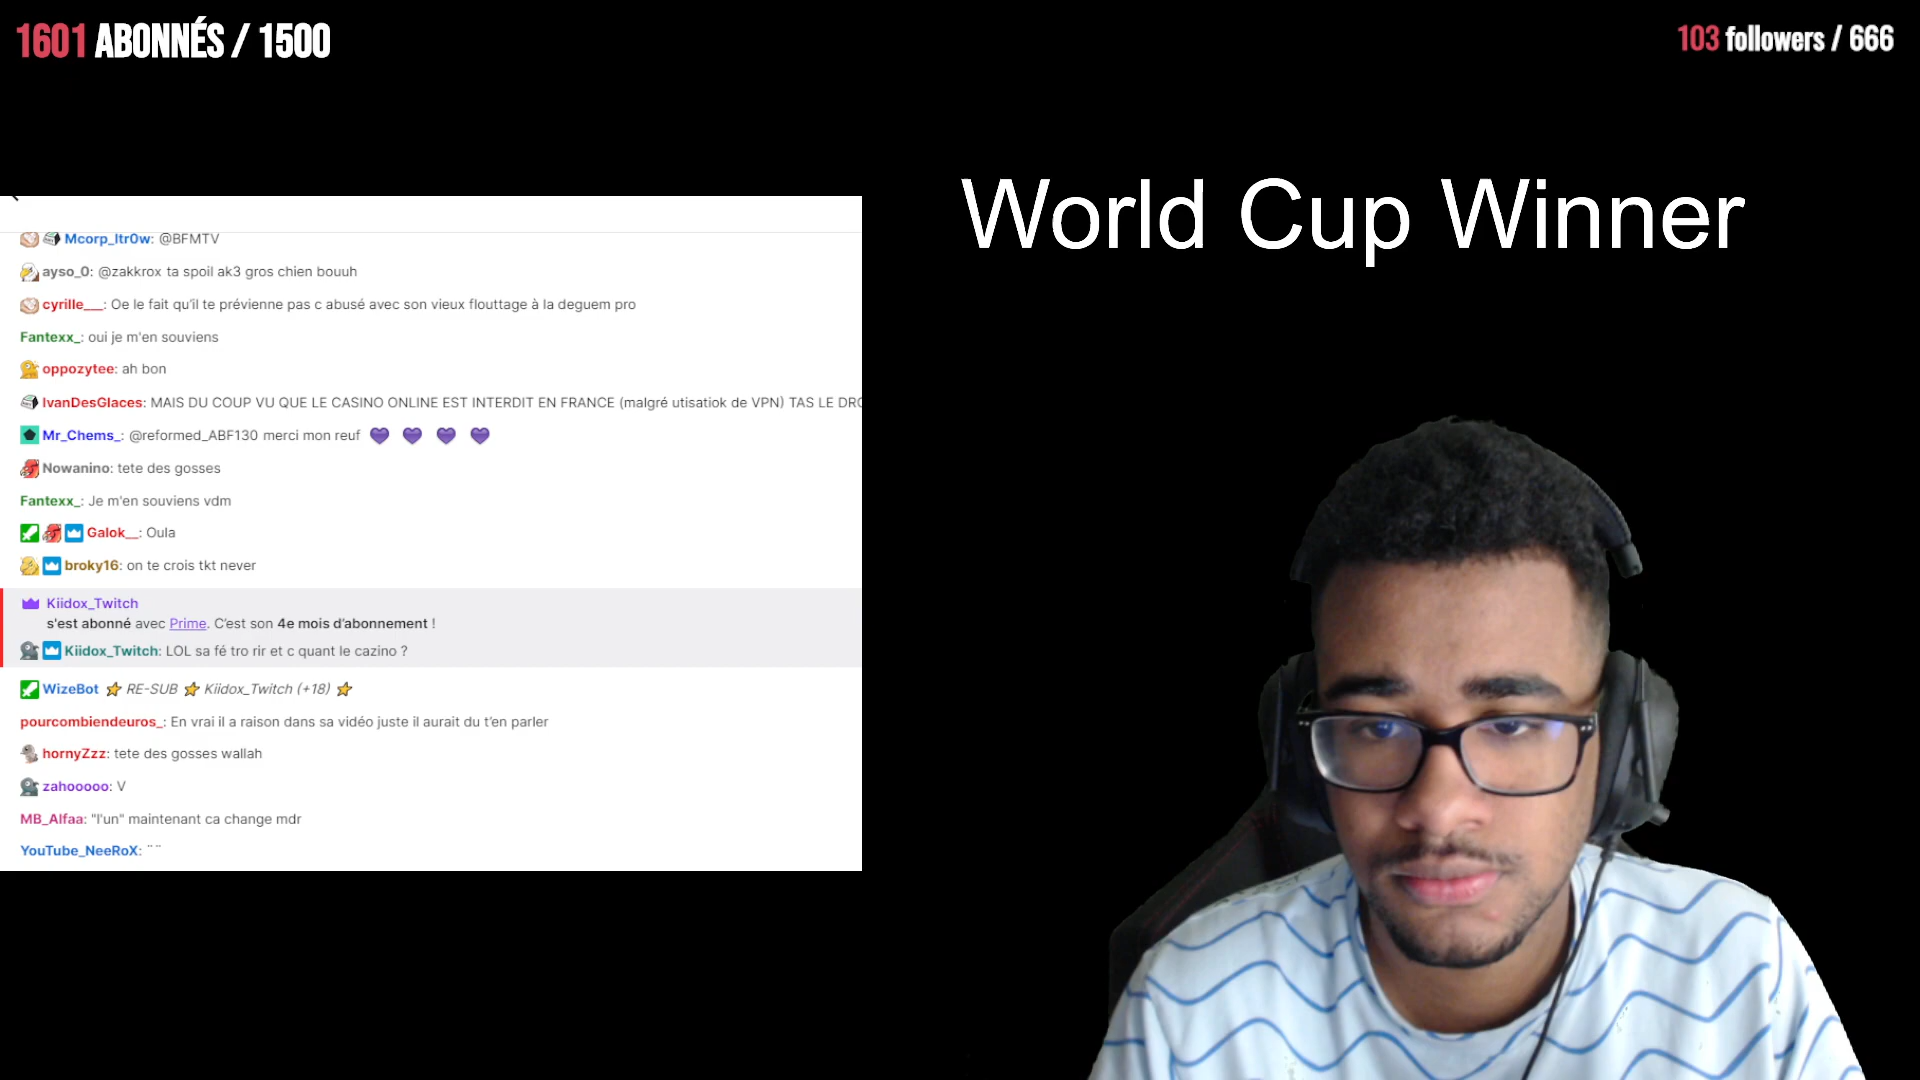 1601 ABONNÉS / 1500
103 followers / 666
World Cup Winner
Mcorp_ltr0w: @BFMTV
ayso_0: @zakkrox ta spoil ak3 gros chien bouuh
cyrille___: Oe le fait qu'il te prévienne pas c abusé avec son vieux flouttage à la deguem pro
Fantexx_: oui je m'en souviens
oppozytee: ah bon
IvanDesGlaces: MAIS DU COUP VU QUE LE CASINO ONLINE EST INTERDIT EN FRANCE (malgré utisatiok de VPN) TAS LE DRO
Mr_Chems_: @reformed_ABF130 merci mon reuf 💜 💜 💜 💜
Nowanino: tete des gosses
Fantexx_: Je m'en souviens vdm
Galok__: Oula
broky16: on te crois tkt never
Kiidox_Twitch
s'est abonné avec Prime. C'est son 4e mois d'abonnement !
Kiidox_Twitch: LOL sa fé tro rir et c quant le cazino ?
WizeBot ⭐ RE-SUB ⭐ Kiidox_Twitch (+18) ⭐
pourcombiendeuros_: En vrai il a raison dans sa vidéo juste il aurait du t'en parler
hornyZzz: tete des gosses wallah
zahooooo: V
MB_Alfaa: "l'un" maintenant ca change mdr
YouTube_NeeRoX: ¨¨